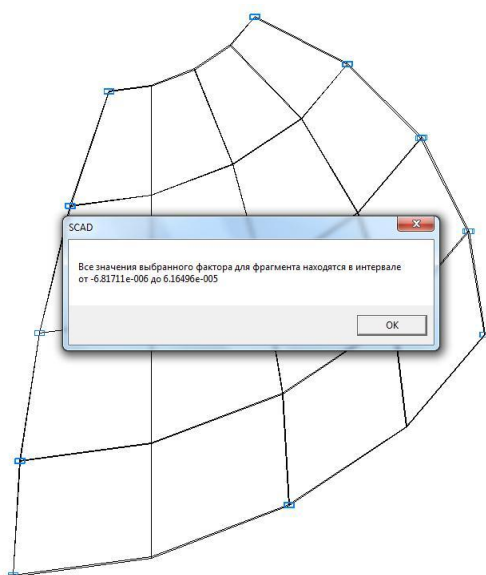 SCAD
Все значения выбранного фактора для фрагмента находятся в интервале
от -6.81711e-006 до 6.16496e-005
OK